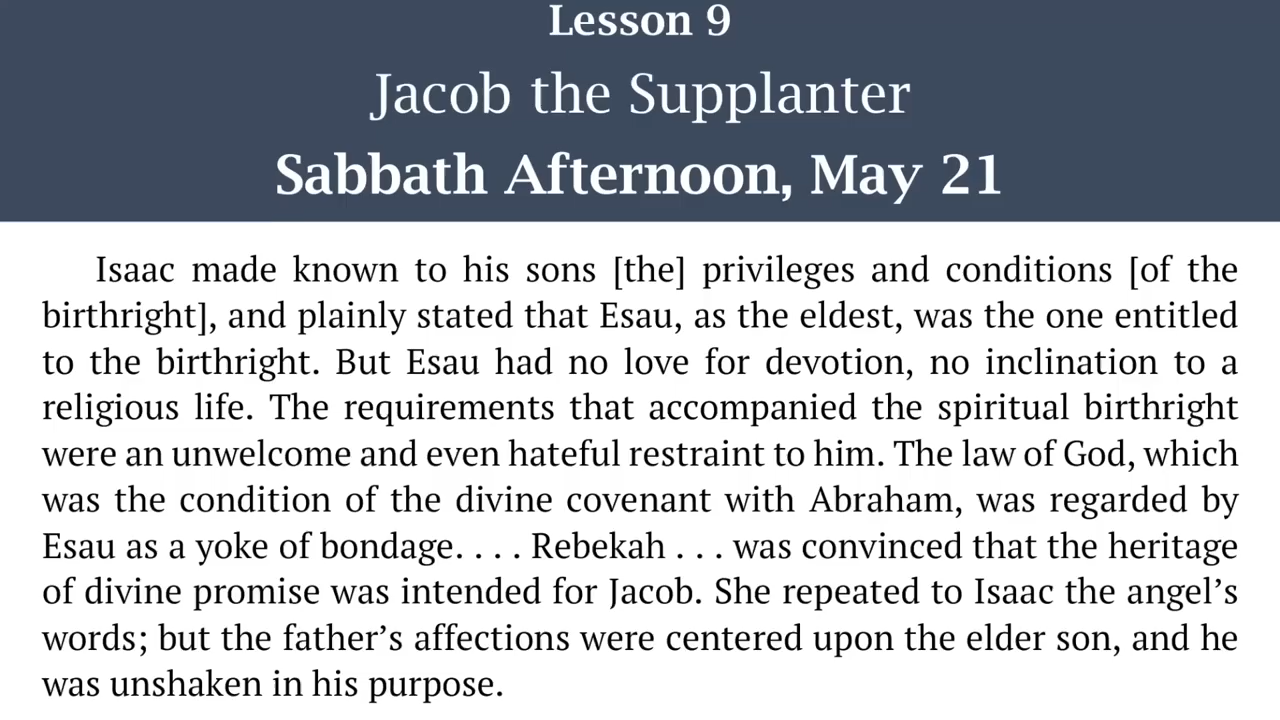 Lesson 9
Jacob the Supplanter
Sabbath Afternoon, May 21
Isaac made known to his sons [the] privileges and conditions [of the
birthright], and plainly stated that Esau, as the eldest, was the one entitled
to the birthright. But Esau had no love for devotion, no inclination to a
religious life. The requirements that accompanied the spiritual birthright
were an unwelcome and even hateful restraint to him. The law of God, which
was the condition of the divine covenant with Abraham, was regarded by
Esau as a yoke of bondage. . . . Rebekah . . . was convinced that the heritage
of divine promise was intended for Jacob. She repeated to Isaac the angel’s
words; but the father’s affections were centered upon the elder son, and he
was unshaken in his purpose.